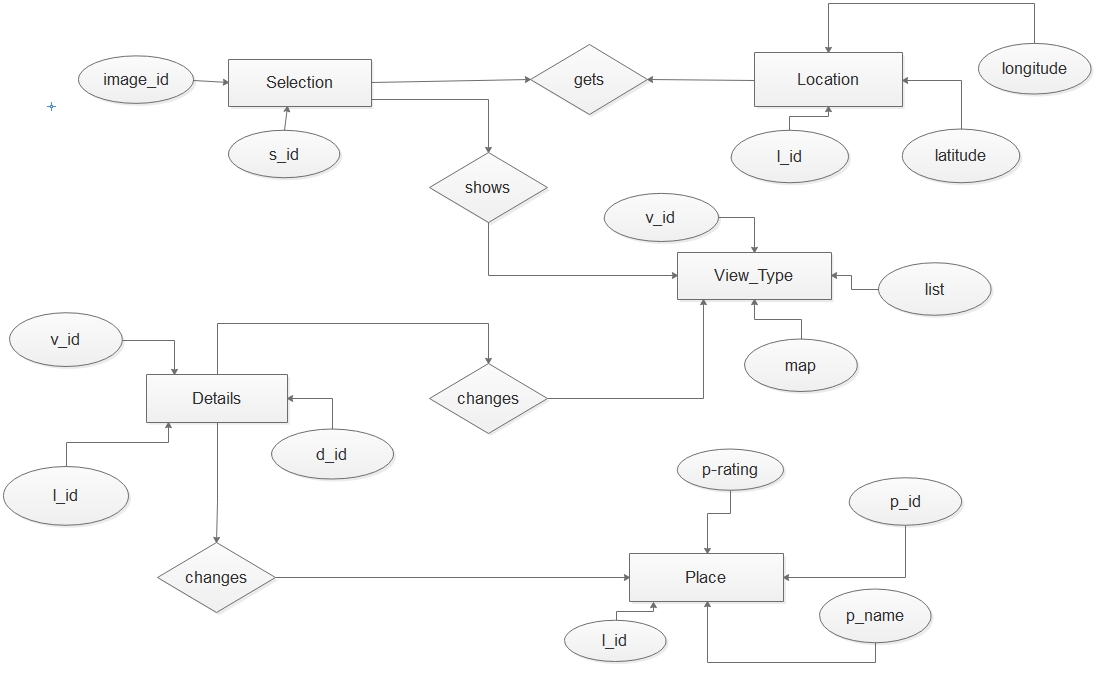 longitude
image_id
Selection
gets
Location
s_id
l_id
latitude
shows
v_id
View_Type
list
v_id
map
Details
changes
d_id
p-rating
l_id
p_id
changes
Place
p_name
l_id